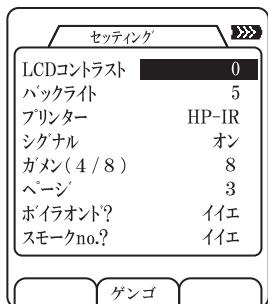 セッティング
LCDコントラスト 0
バックライト 5
プリンター HP-IR
シグナル オン
ガメン(4/8) 8
ページ 3
ボイラオンド? イイエ
スモークno.? イイエ
ゲンゴ